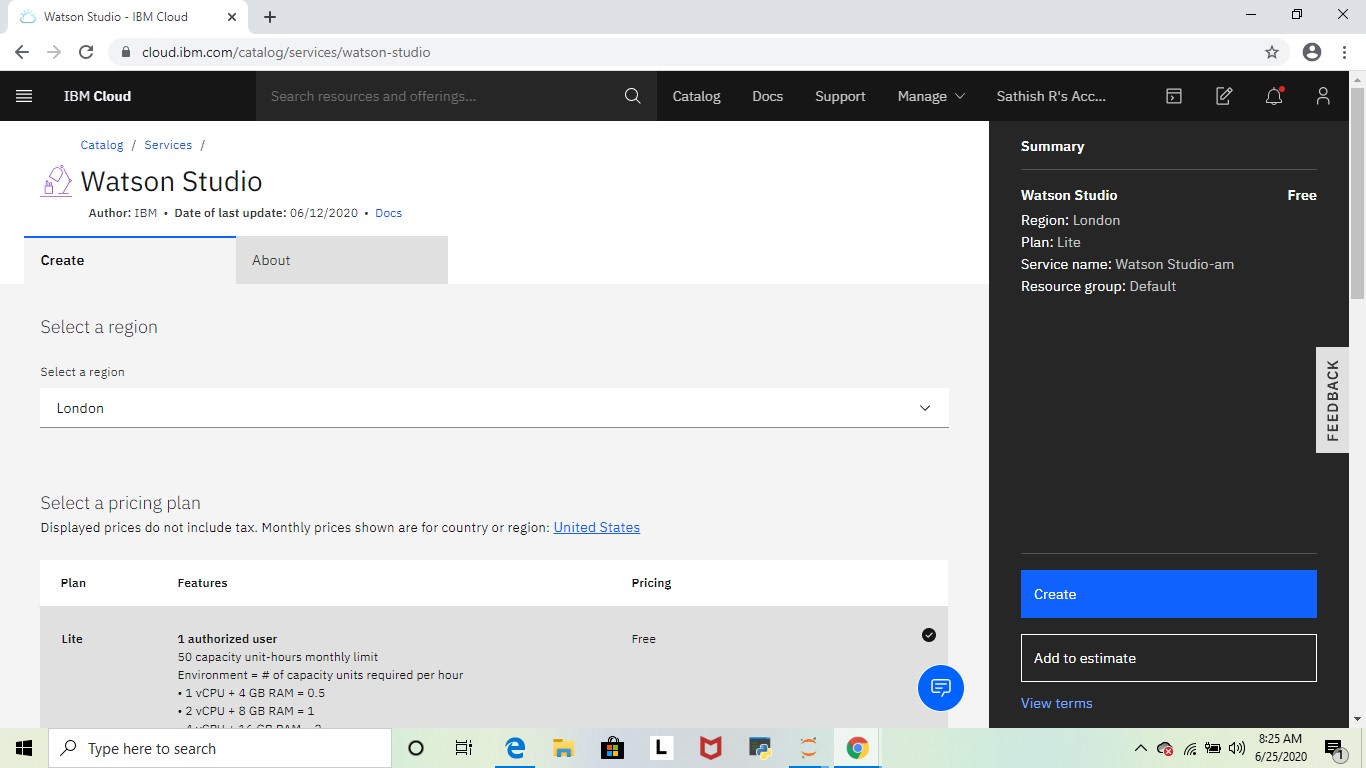 Watson Studio - IBM Cloud
cloud.ibm.com/catalog/services/watson-studio
IBM Cloud
Search resources and offerings...
Catalog
Docs
Support
Manage
Sathish R's Acc...
Catalog / Services /
Watson Studio
Author: IBM • Date of last update: 06/12/2020 • Docs
Create
About
Select a region
Select a region
London
Select a pricing plan
Displayed prices do not include tax. Monthly prices shown are for country or region: United States
Plan Features Pricing
Lite 1 authorized user Free
50 capacity unit-hours monthly limit
Environment = # of capacity units required per hour
• 1 vCPU + 4 GB RAM = 0.5
• 2 vCPU + 8 GB RAM = 1
Summary
Watson Studio Free
Region: London
Plan: Lite
Service name: Watson Studio-am
Resource group: Default
FEEDBACK
Create
Add to estimate
View terms
Type here to search
L
8:25 AM
6/25/2020
1